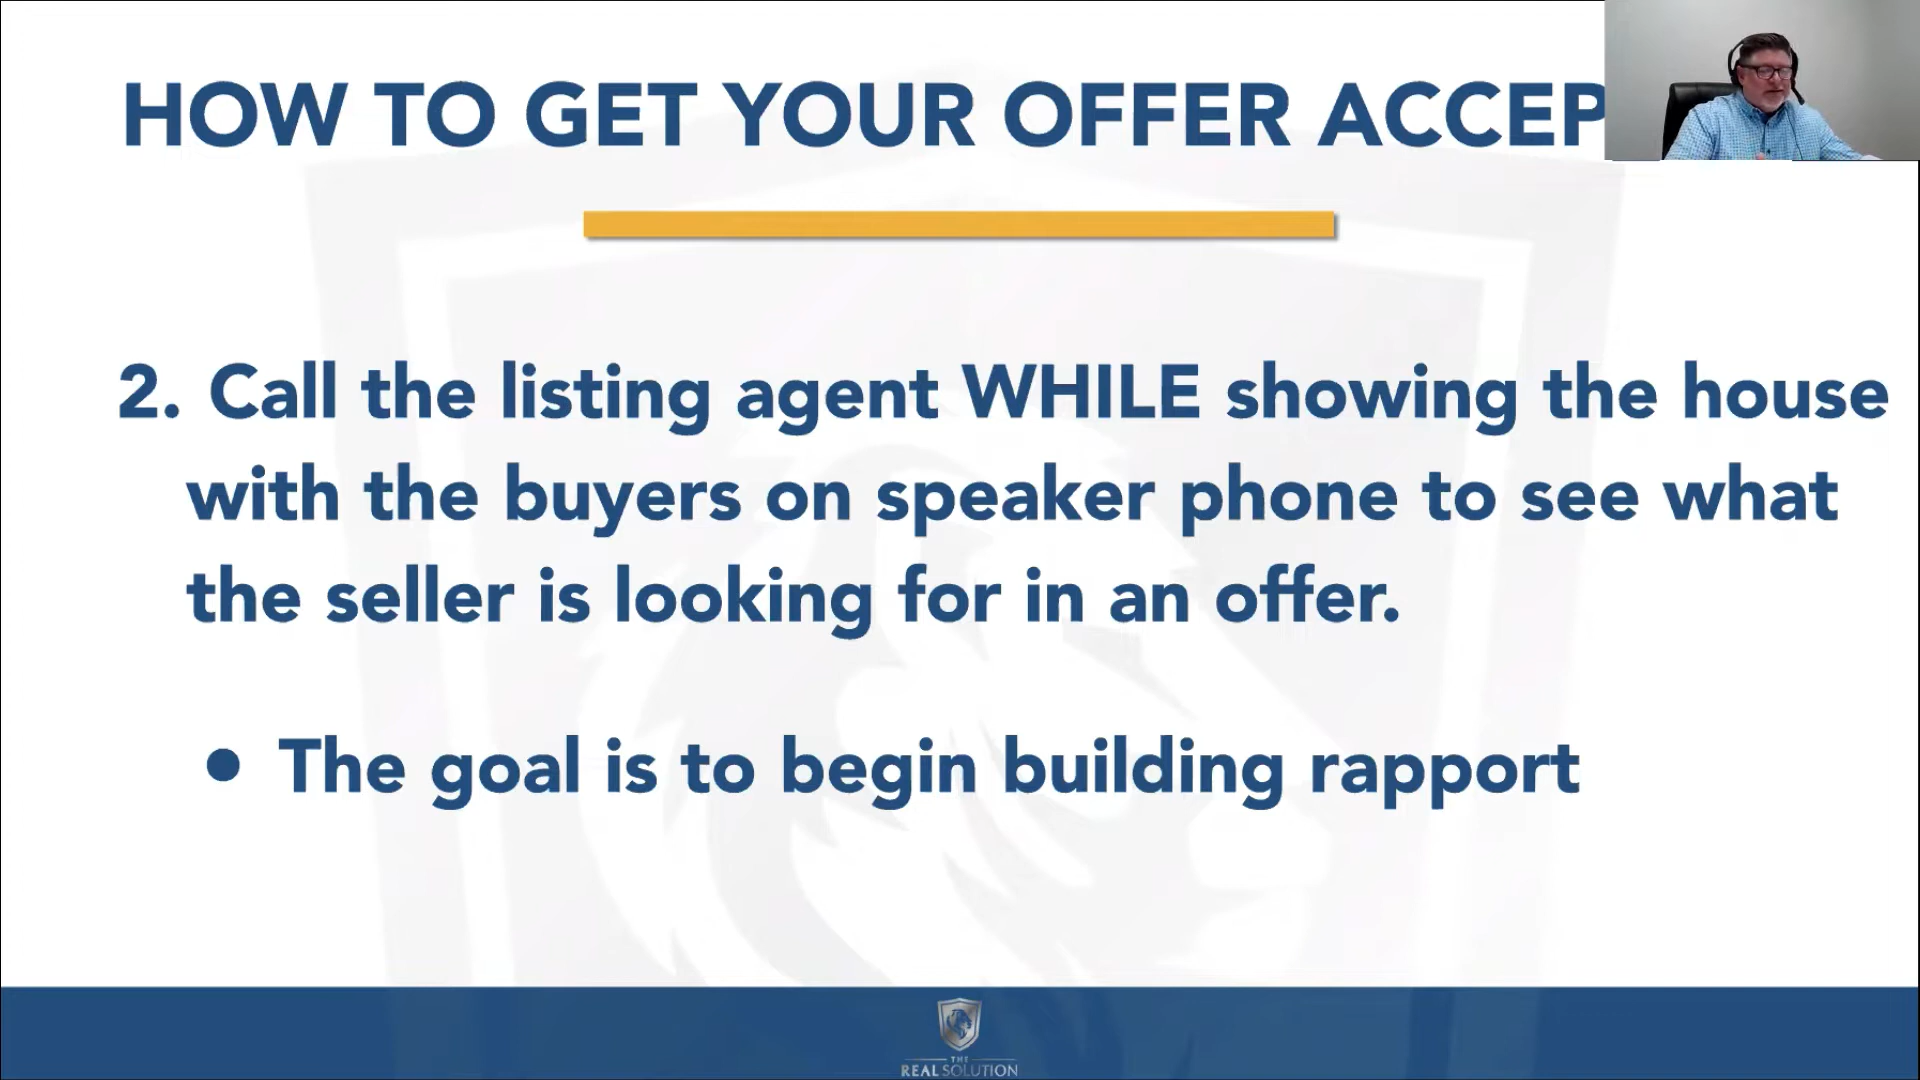 HOW TO GET YOUR OFFER ACCEP
2. Call the listing agent WHILE showing the house
with the buyers on speaker phone to see what
the seller is looking for in an offer.
• The goal is to begin building rapport
THE
REAL SOLUTION